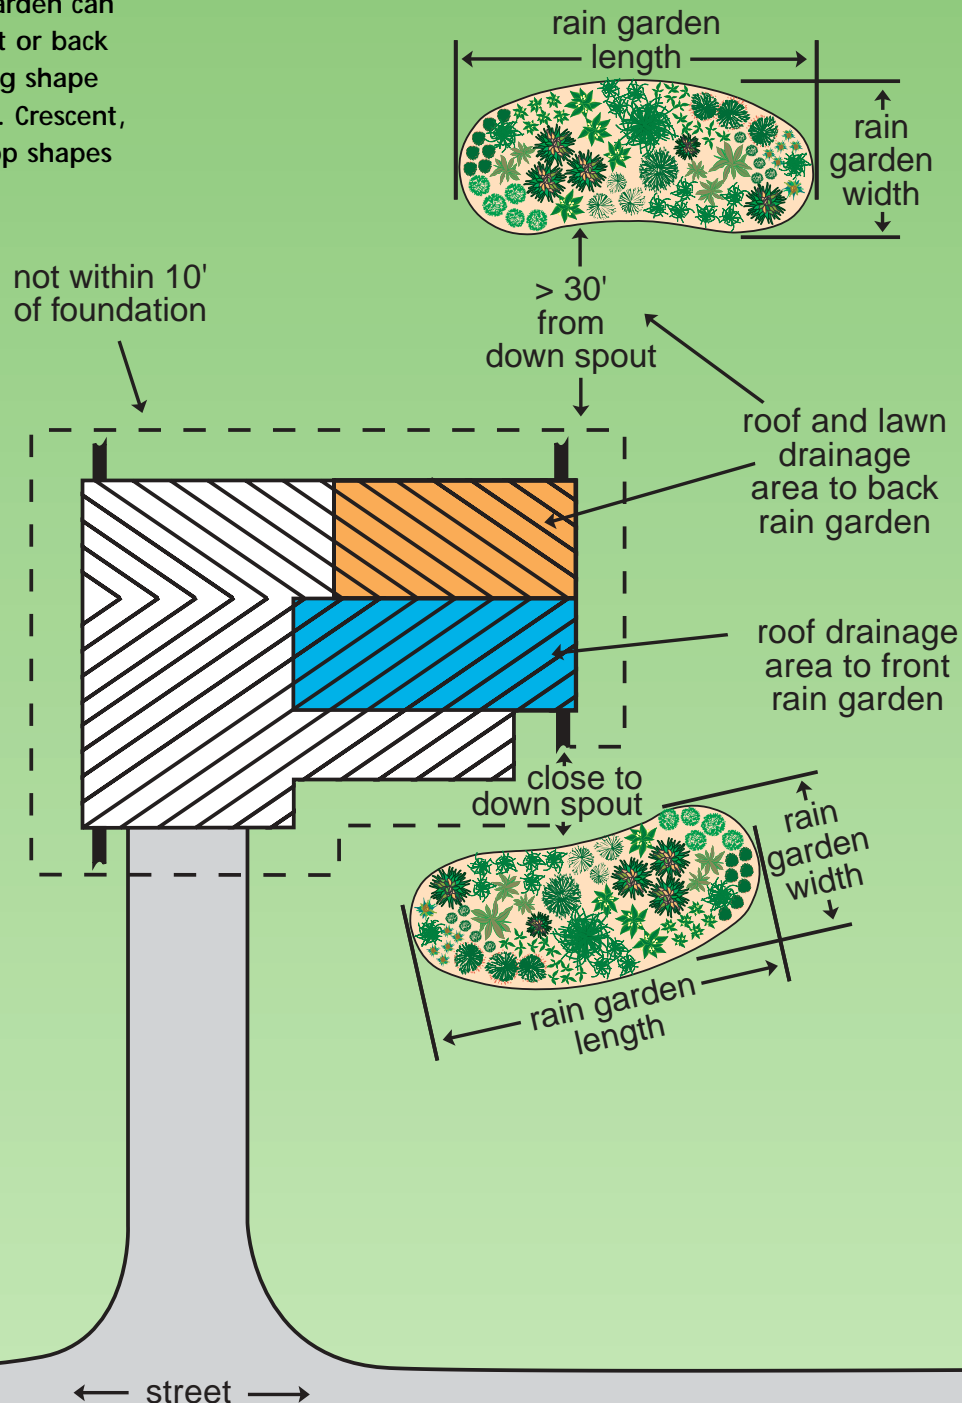 arden can
t or back
g shape
. Crescent,
op shapes
rain garden
length
rain
garden
width
not within 10'
of foundation
> 30'
from
down spout
roof and lawn
drainage
area to back
rain garden
roof drainage
area to front
rain garden
close to
down spout
rain
garden
width
rain garden
length
street